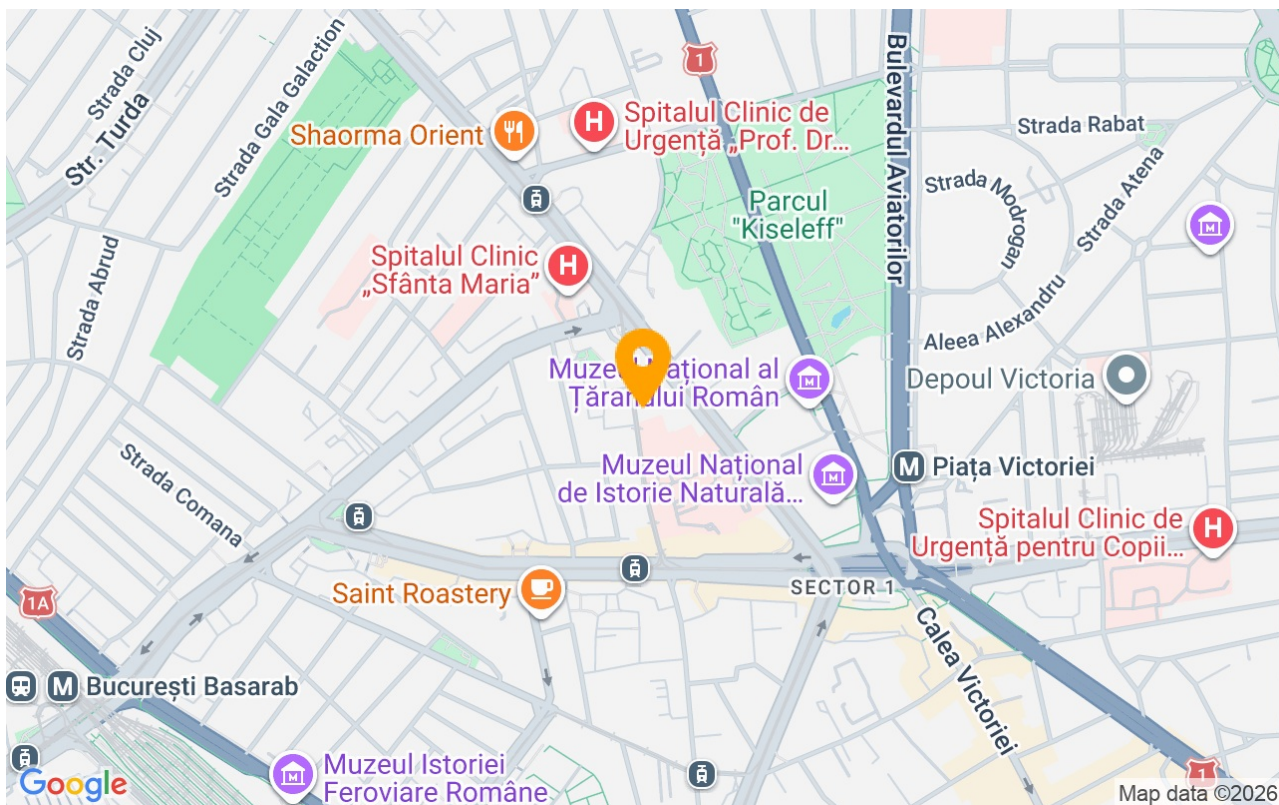 Strada Cluj
Str. Turda
Strada Gala Galaction
1
Bulevardul Aviatorilor
Shaorma Orient
H
Spitalul Clinic de
Urgență „Prof. Dr...
Strada Rabat
Strada Atena
Strada Modrogan
Parcul
"Kiseleff"
M
Spitalul Clinic
„Sfânta Maria”
H
Strada Abrud
Aleea Alexandru
Muzeul Național al
Țăranului Român
M
Depoul Victoria
Muzeul Național
de Istorie Naturală...
M
M Piața Victoriei
Strada Comana
Spitalul Clinic de
Urgență pentru Copii...
H
SECTOR 1
Saint Roastery
1A
Calea Victoriei
M București Basarab
M
Muzeul Istoriei
Feroviare Române
1
Google
Map data ©2026